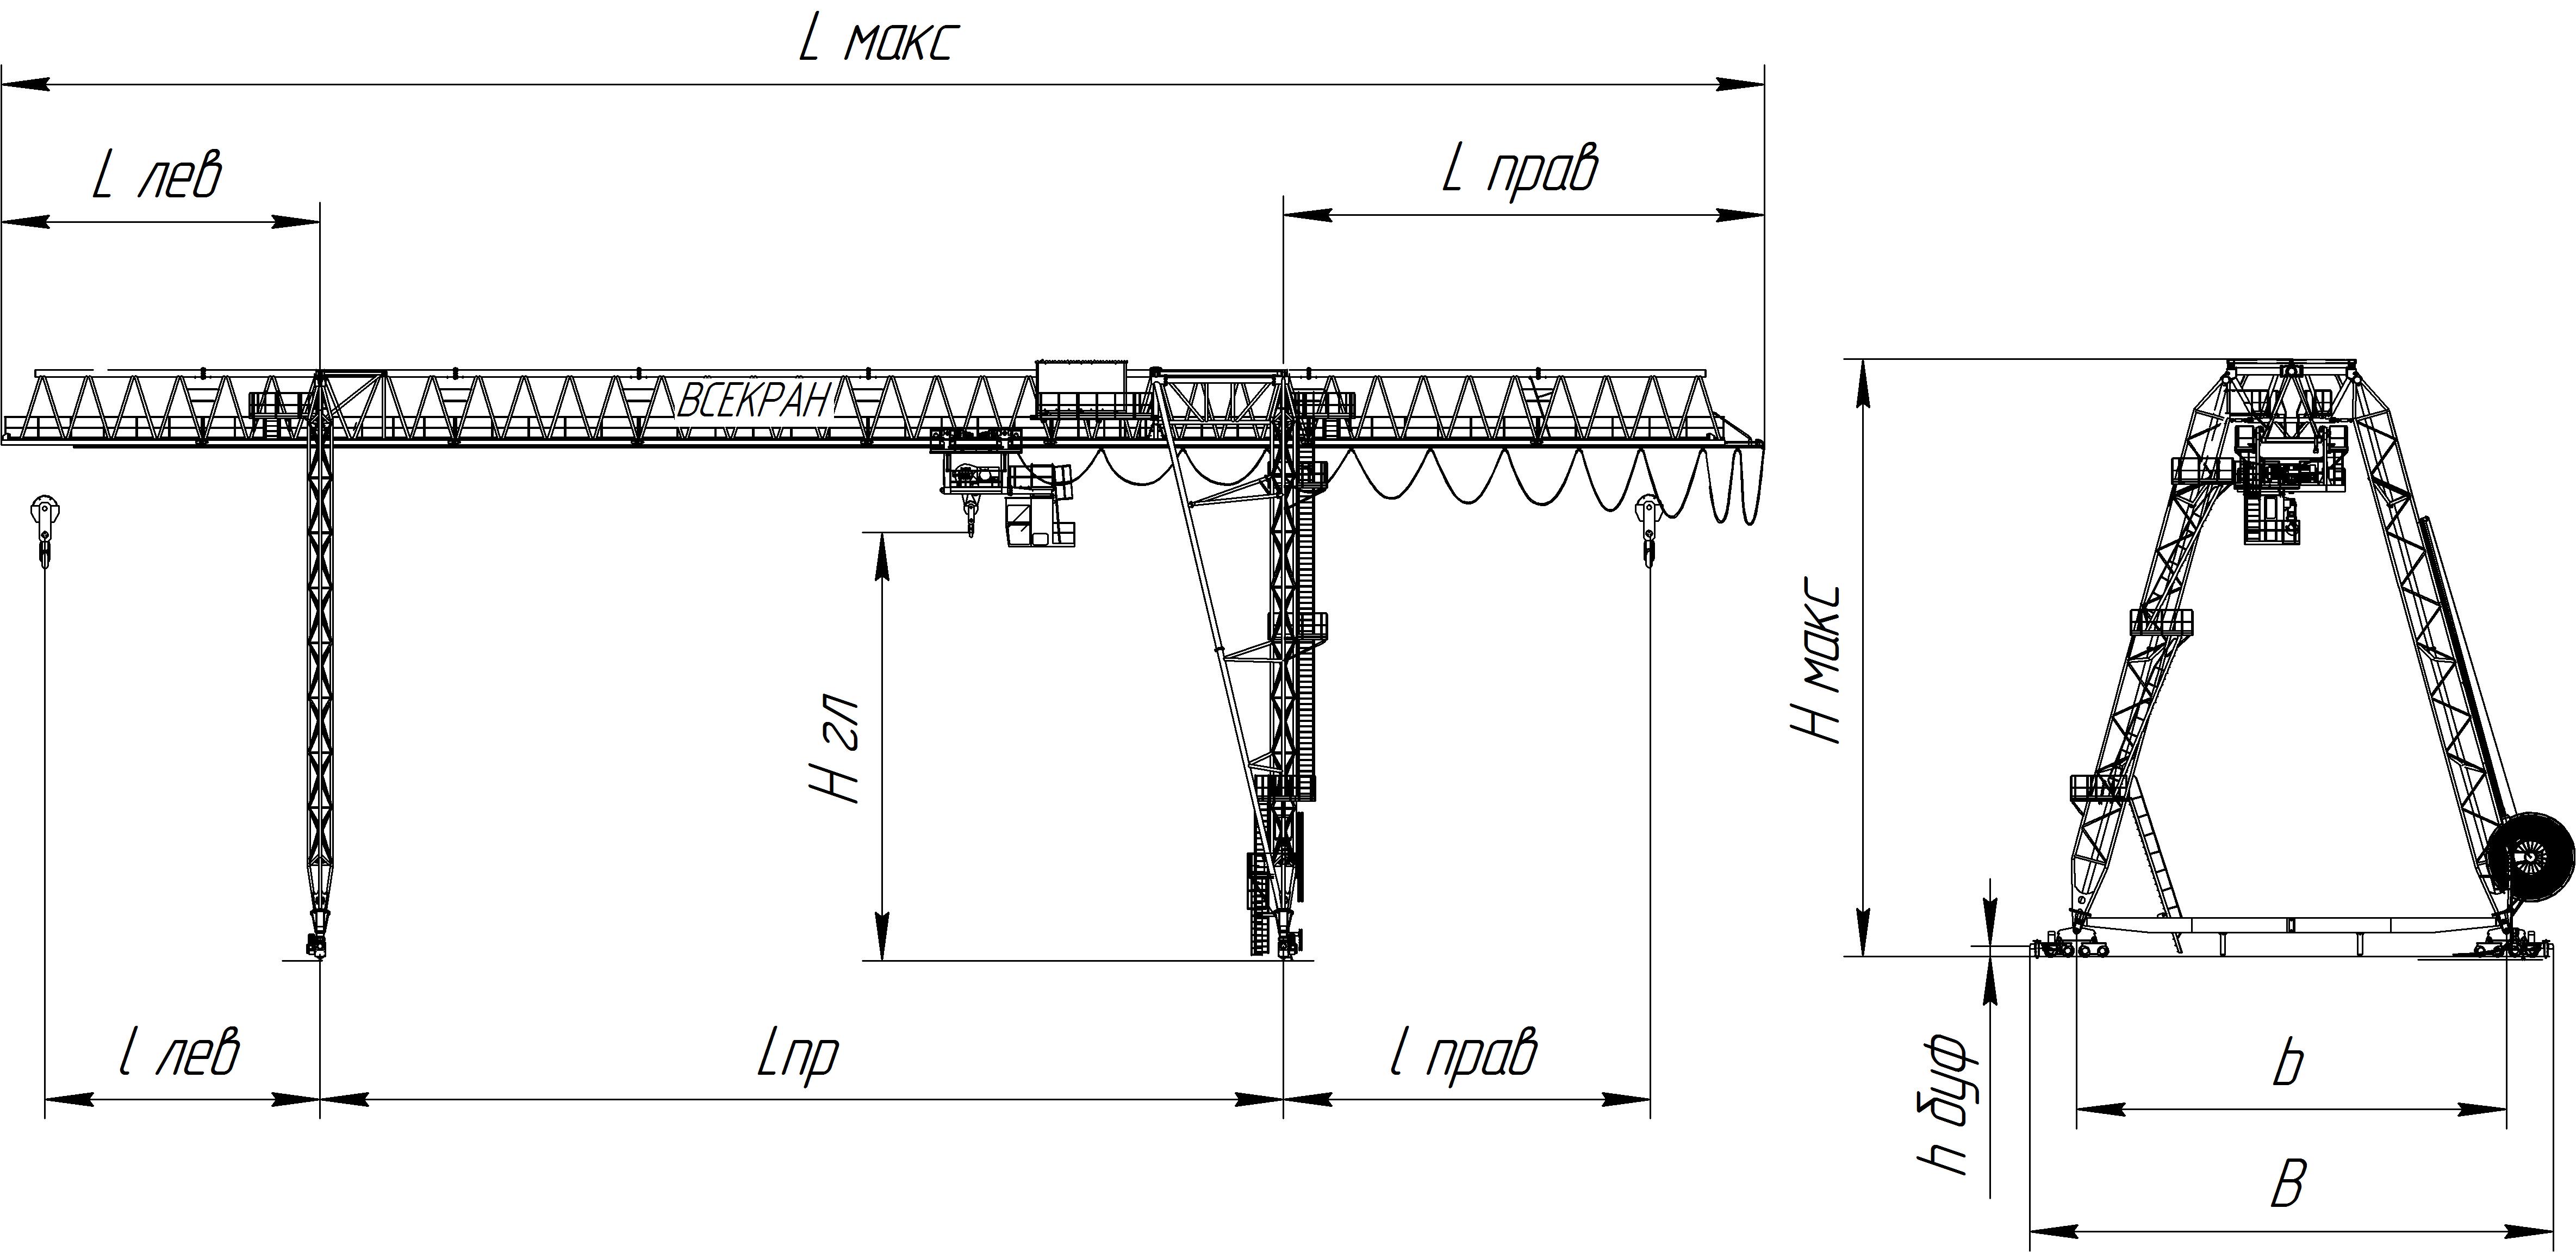 L макс
L лев
L прав
ВСЕКРАН
H гл
H макс
l лев
Lпр
l прав
h буф
b
B